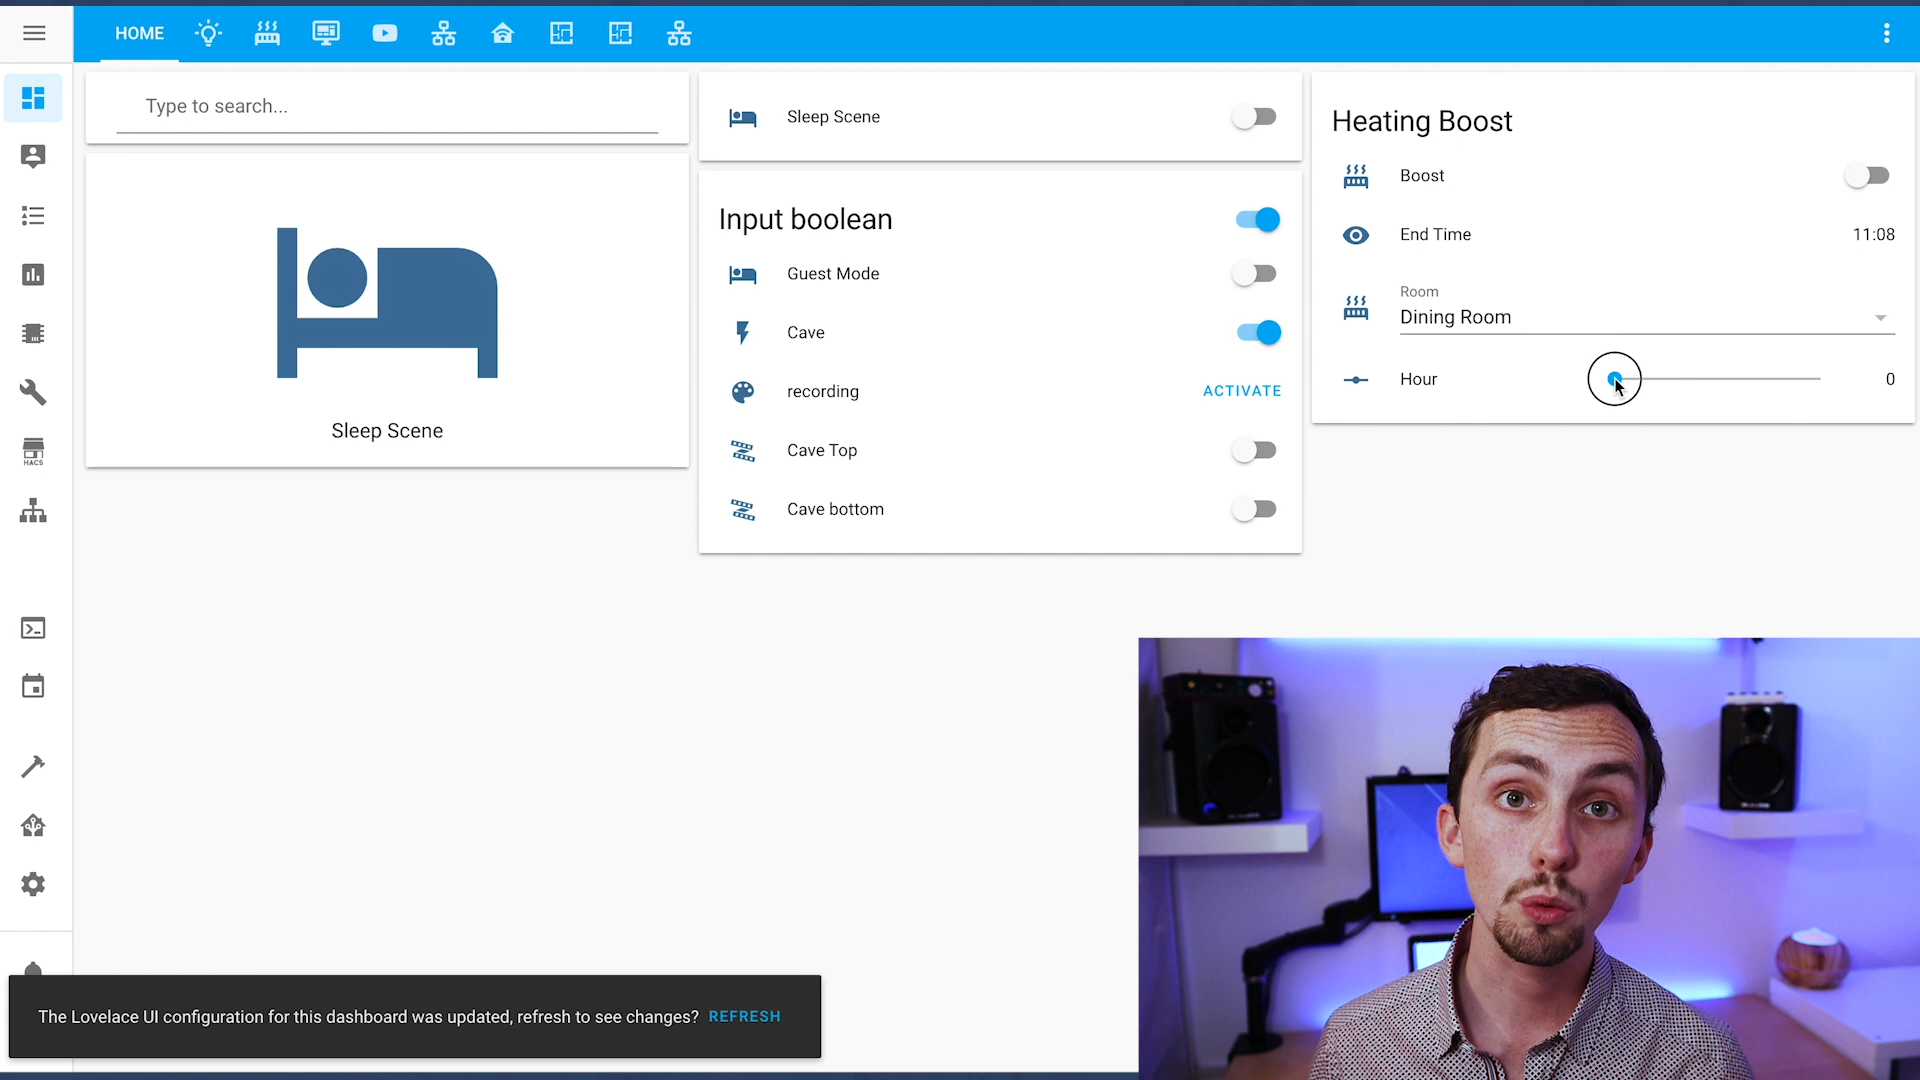 HOME
Type to search...
Sleep Scene
Sleep Scene
Input boolean
Guest Mode
Cave
recording
ACTIVATE
Cave Top
Cave bottom
Heating Boost
Boost
End Time
11:08
Room
Dining Room
Hour
0
HACS
The Lovelace UI configuration for this dashboard was updated, refresh to see changes? REFRESH